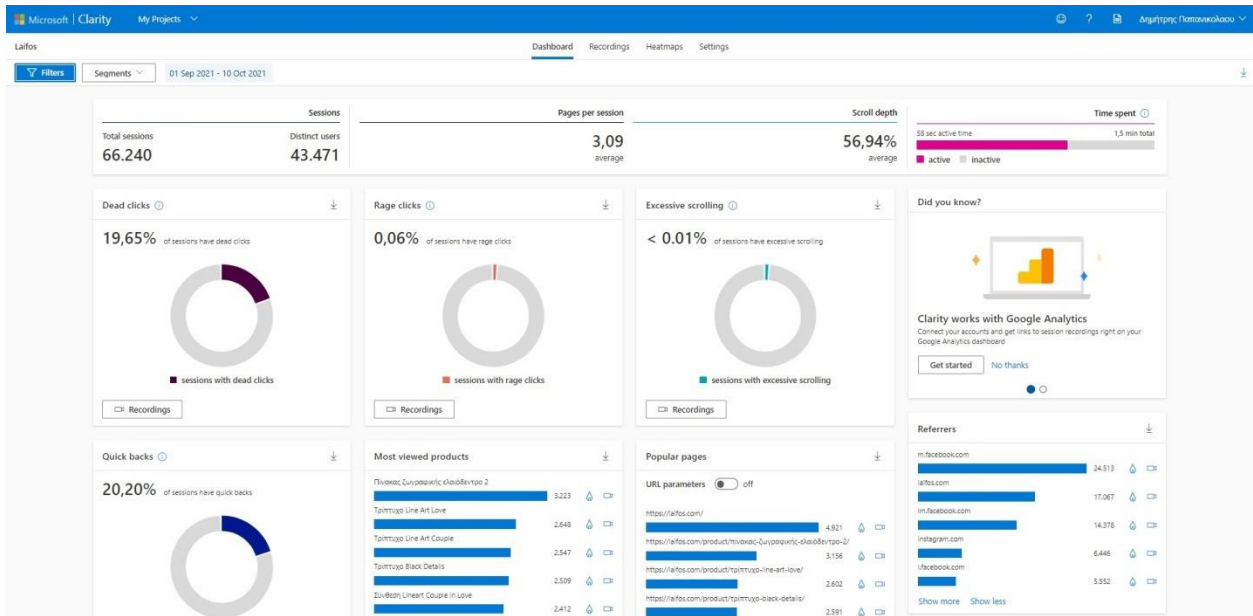 Microsoft | Clarity My Projects ? Δημήτρης Παπανικολαου
Laifos Dashboard Recordings Heatmaps Settings
Filters Segments 01 Sep 2021 - 10 Oct 2021
Sessions Pages per session Scroll depth Time spent
Total sessions Distinct users
66.240 43.471
3,09
average
56,94%
average
58 sec active time 1,5 min total
active inactive
Dead clicks
19,65% of sessions have dead clicks
sessions with dead clicks
Recordings
Rage clicks
0,06% of sessions have rage clicks
sessions with rage clicks
Recordings
Excessive scrolling
< 0.01% of sessions have excessive scrolling
sessions with excessive scrolling
Recordings
Did you know?
Clarity works with Google Analytics
Connect your accounts and get links to session recordings right on your
Google Analytics dashboard
Get started No thanks
Quick backs
20,20% of sessions have quick backs
Most viewed products
Πίνακας ζωγραφικής ελαιόδεντρο 2
3.223
Τρίπτυχο Line Art Love
2.648
Τρίπτυχο Line Art Couple
2.547
Τρίπτυχο Black Details
2.509
Σύνθεση Lineart Couple in Love
2.412
Popular pages
URL parameters off
https://laifos.com/
4.921
https://laifos.com/product/πίνακας-ζωγραφικής-ελαιόδεντρο-2/
3.156
https://laifos.com/product/τρίπτυχο-line-art-love/
2.602
https://laifos.com/product/τρίπτυχο-black-details/
2.591
Referrers
m.facebook.com
24.513
laifos.com
17.067
lm.facebook.com
14.378
instagram.com
6.446
l.facebook.com
5.552
Show more Show less